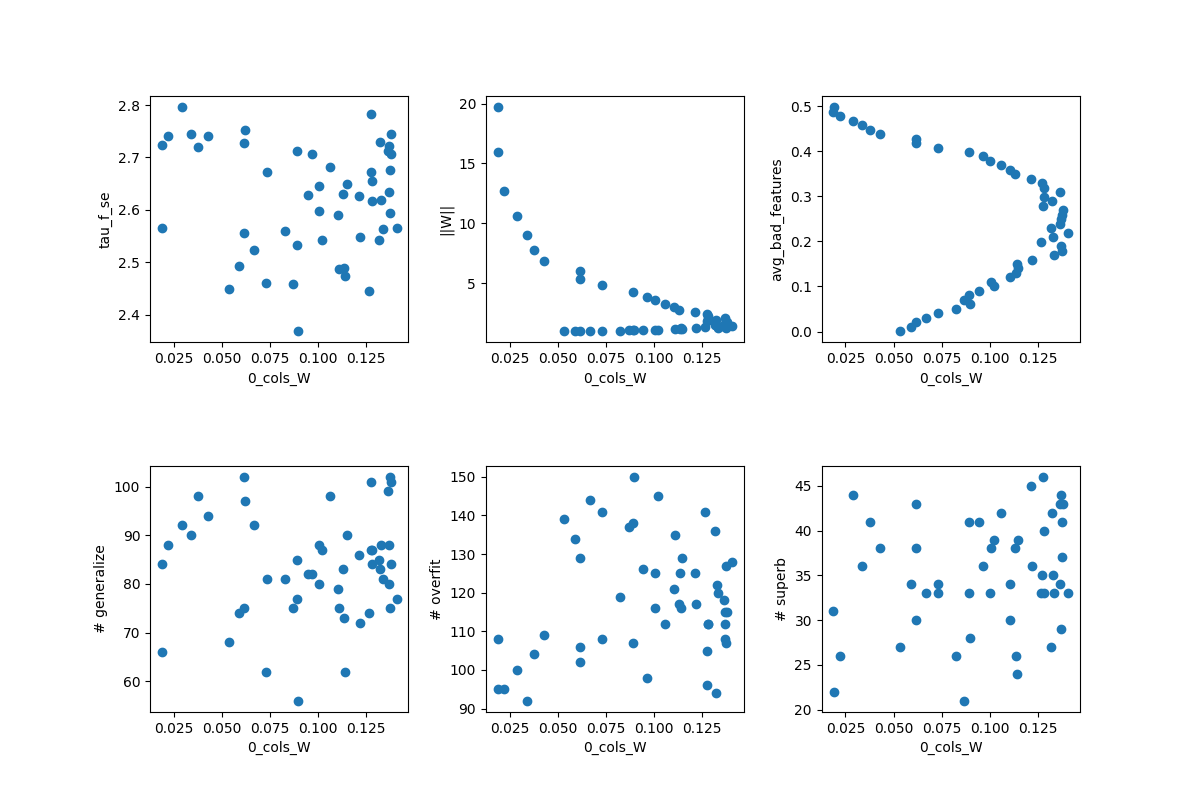 2.8
2.7
2.6
2.5
2.4
tau_f_se
0.025 0.050 0.075 0.100 0.125
0_cols_W
20
15
10
5
||W||
0.025 0.050 0.075 0.100 0.125
0_cols_W
0.5
0.4
0.3
0.2
0.1
0.0
avg_bad_features
0.025 0.050 0.075 0.100 0.125
0_cols_W
100
90
80
70
60
# generalize
0.025 0.050 0.075 0.100 0.125
0_cols_W
150
140
130
120
110
100
90
# overfit
0.025 0.050 0.075 0.100 0.125
0_cols_W
45
40
35
30
25
20
# superb
0.025 0.050 0.075 0.100 0.125
0_cols_W